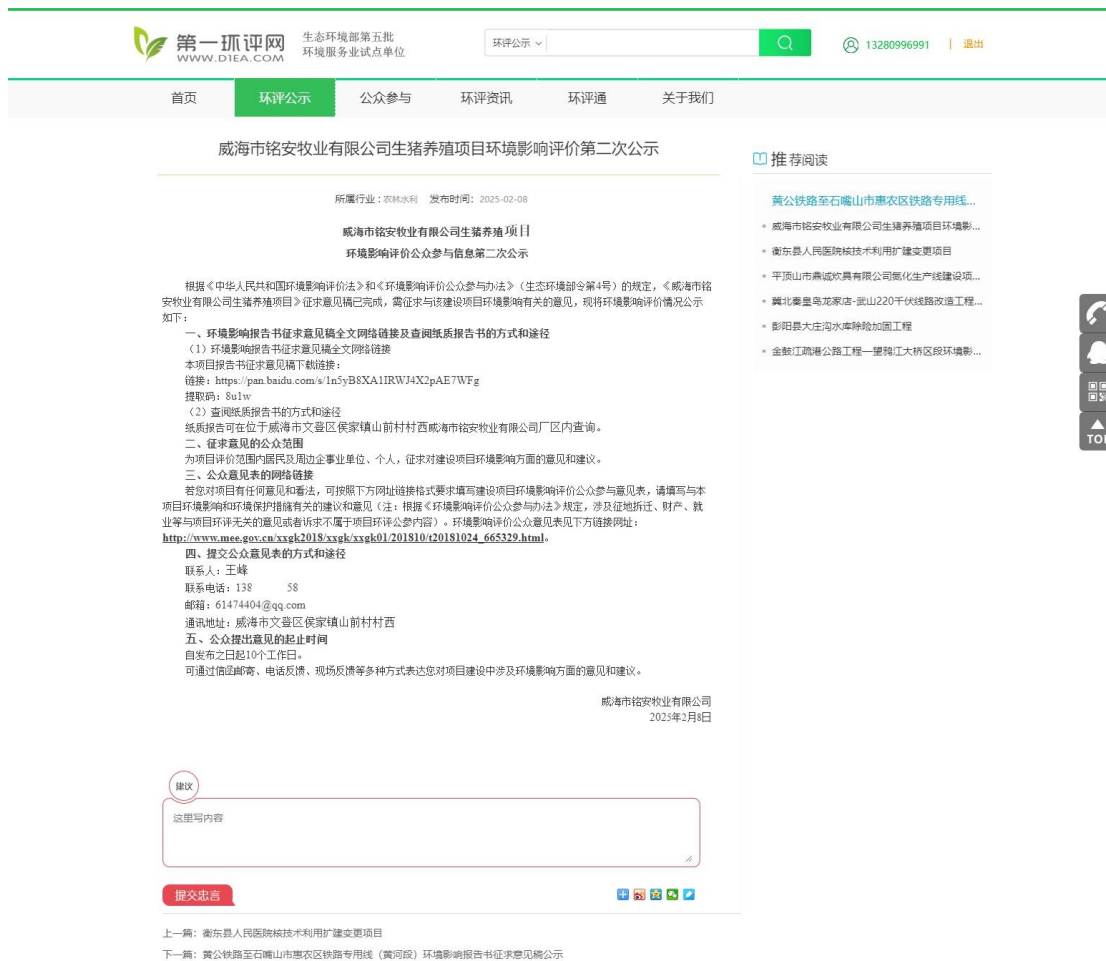 第一环评网
WWW.D1EA.COM
生态环境部第五批
环境服务业试点单位
环评公示
13280996991 | 退出
首页 环评公示 公众参与 环评资讯 环评通 关于我们
威海市铭安牧业有限公司生猪养殖项目环境影响评价第二次公示
所属行业：农林水利 发布时间：2025-02-08
威海市铭安牧业有限公司生猪养殖项目
环境影响评价公众参与信息第二次公示
根据《中华人民共和国环境影响评价法》和《环境影响评价公众参与办法》（生态环境部令第4号）的规定，《威海市铭
安牧业有限公司生猪养殖项目》征求意见稿已完成，需征求与该建设项目环境影响有关的意见，现将环境影响评价情况公示
如下：
一、环境影响报告书征求意见稿全文网络链接及查阅纸质报告书的方式和途径
（1）环境影响报告书征求意见稿全文网络链接
本项目报告书征求意见稿下载链接：
链接：https://pan.baidu.com/s/1n5yB8XA1IRWJ4X2pAE7WFg
提取码：8u1w
（2）查阅纸质报告书的方式和途径
纸质报告可在位于威海市文登区侯家镇山前村村西威海市铭安牧业有限公司厂区内查询。
二、征求意见的公众范围
为项目评价范围内居民及周边企事业单位、个人，征求对建设项目环境影响方面的意见和建议。
三、公众意见表的网络链接
若您对项目有任何意见和看法，可按照下方网址链接格式要求填写建设项目环境影响评价公众参与意见表，请填写与本
项目环境影响和环境保护措施有关的建议和意见（注：根据《环境影响评价公众参与办法》规定，涉及征地拆迁、财产、就
业等与项目环评无关的意见或者诉求不属于项目环评公参内容）。环境影响评价公众意见表见下方链接网址：
http://www.mee.gov.cn/xxgk2018/xxgk/xxgk01/201810/t20181024_665329.html。
四、提交公众意见表的方式和途径
联系人：王峰
联系电话：138 58
邮箱：61474404@qq.com
通讯地址：威海市文登区侯家镇山前村村西
五、公众提出意见的起止时间
自发布之日起10个工作日。
可通过信函邮寄、电话反馈、现场反馈等多种方式表达您对项目建设中涉及环境影响方面的意见和建议。
威海市铭安牧业有限公司
2025年2月8日
建议
这里写内容
提交忠言
上一篇：衡东县人民医院核技术利用扩建变更项目
下一篇：黄公铁路至石嘴山市惠农区铁路专用线（黄河段）环境影响报告书征求意见稿公示
推荐阅读
黄公铁路至石嘴山市惠农区铁路专用线...
威海市铭安牧业有限公司生猪养殖项目环境影...
衡东县人民医院核技术利用扩建变更项目
平顶山市鼎诚炊具有限公司氮化生产线建设项...
冀北秦皇岛龙家店-武山220千伏线路改造工程...
彭阳县大庄沟水库除险加固工程
金鼓江疏港公路工程—望鸦江大桥区段环境影...